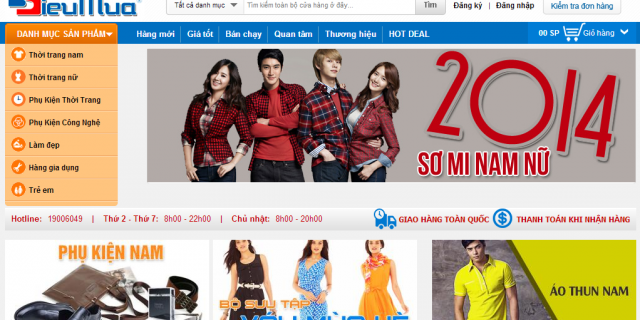 SiêuMua
Tất cả danh mục
Tìm kiếm toàn bộ cửa hàng ở đây...
Tìm
Đăng nhập | Đăng nhập
Kiểm tra đơn hàng
DANH MỤC SẢN PHẨM
Hàng mới | Giá tốt | Bán chạy | Quan tâm | Thương hiệu | HOT DEAL
00 SP
Giỏ hàng
Thời trang nam
Thời trang nữ
Phụ Kiện Thời Trang
Phụ Kiện Công Nghệ
Làm đẹp
Hàng gia dụng
Trẻ em
2014
SƠ MI NAM NỮ
Hotline: 19006049 | Thứ 2 - Thứ 7: 8h00 - 22h00 | Chủ nhật: 8h00 - 20h00
GIAO HÀNG TOÀN QUỐC
THANH TOÁN KHI NHẬN HÀNG
PHỤ KIỆN NAM
BỘ SƯU TẬP
ÁO THUN NAM